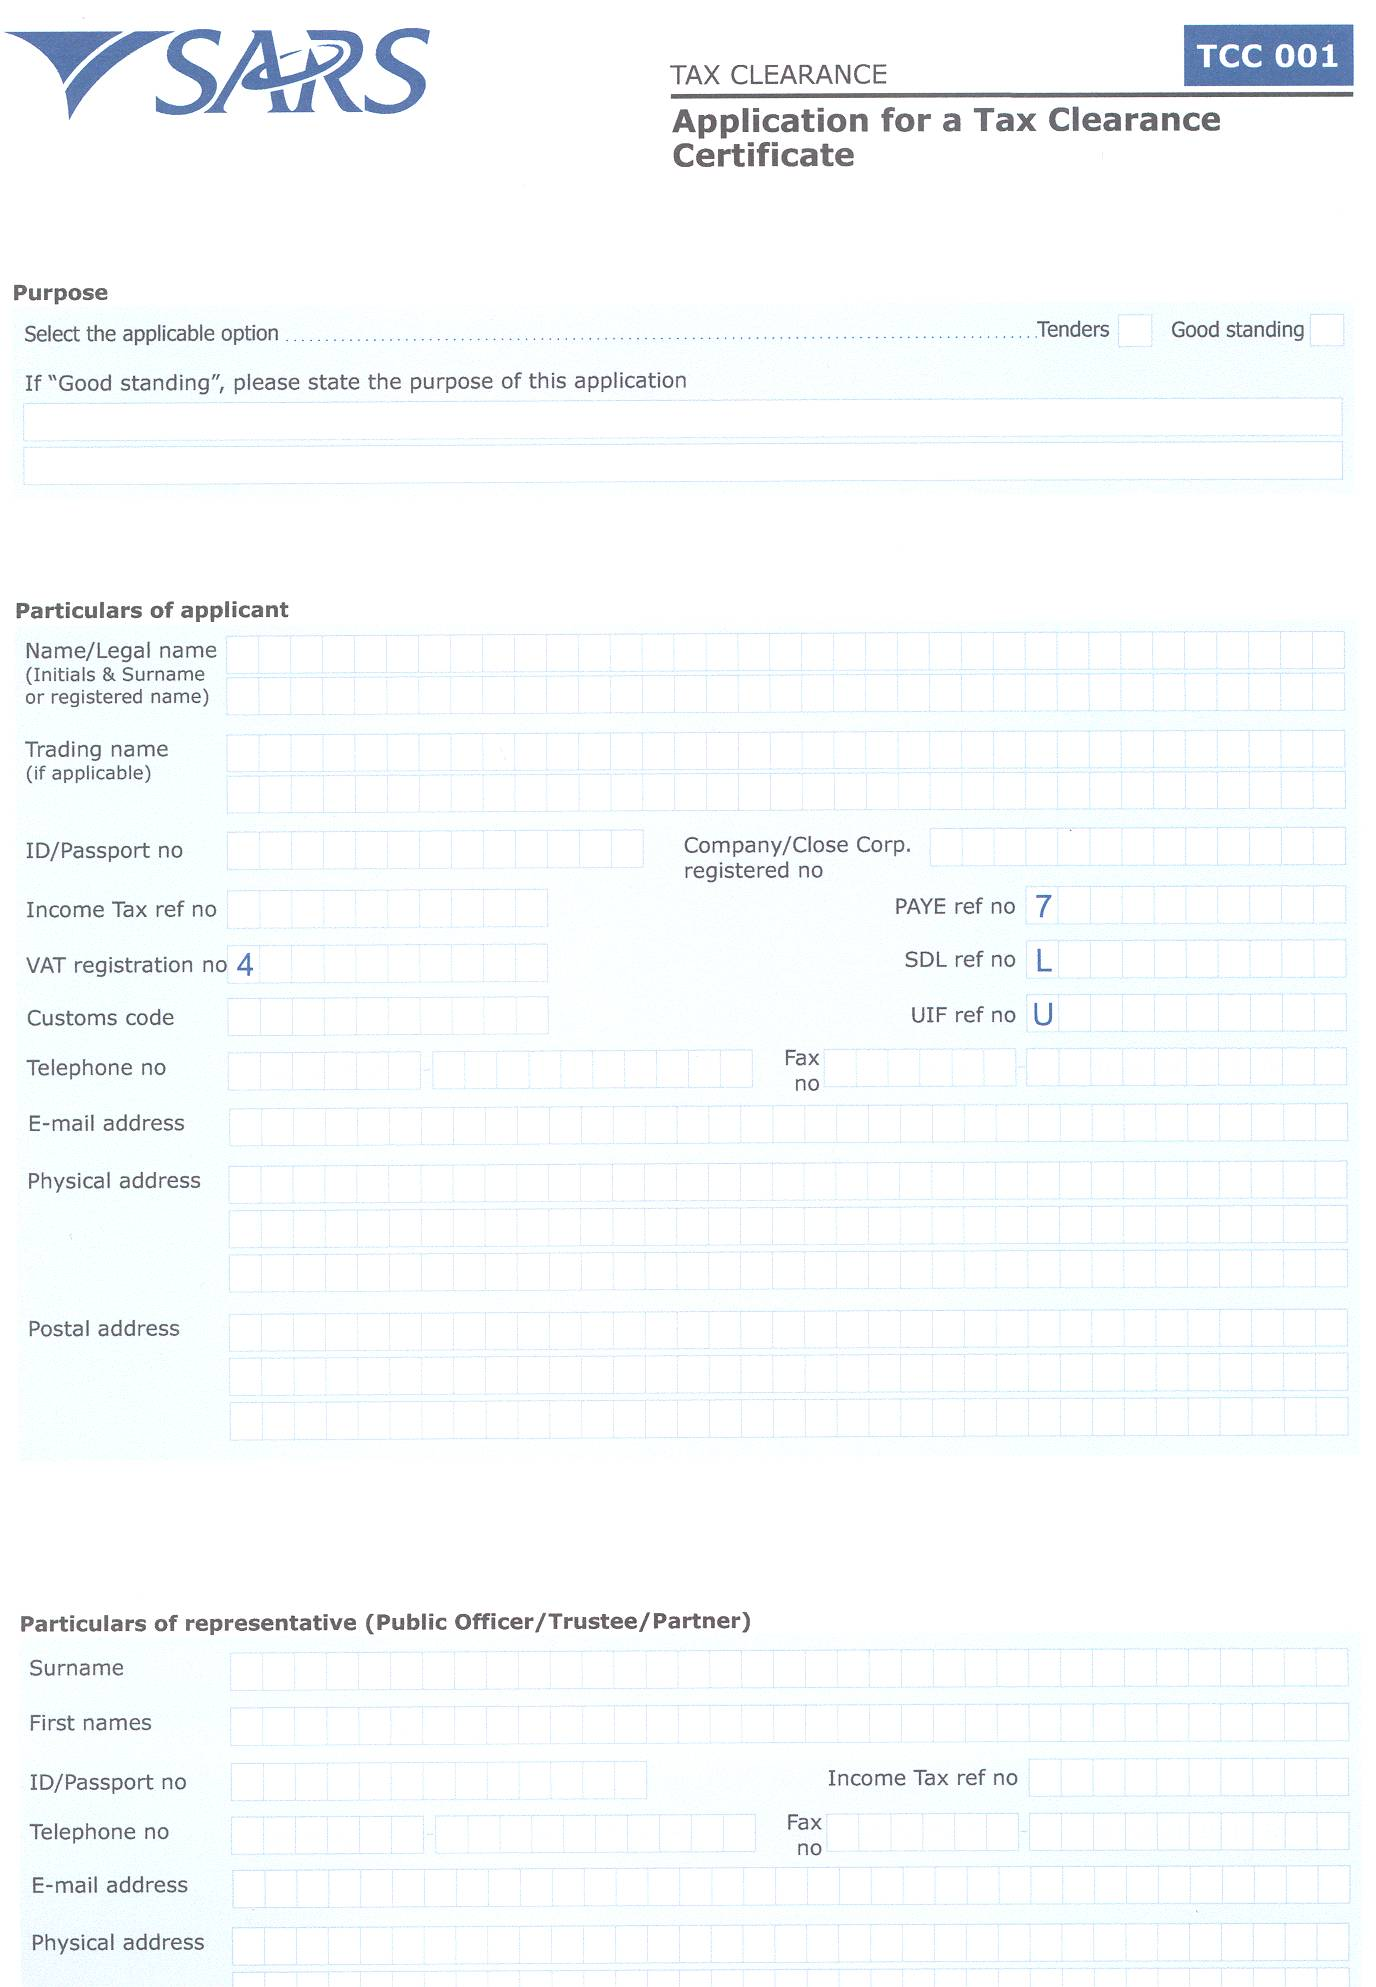 SARS
TAX CLEARANCE
TCC 001
Application for a Tax Clearance
Certificate
Purpose
Select the applicable option ........ Tenders Good standing
If “Good standing”, please state the purpose of this application
Particulars of applicant
Name/Legal name
(Initials & Surname
or registered name)
Trading name
(if applicable)
ID/Passport no
Company/Close Corp.
registered no
Income Tax ref no
PAYE ref no 7
VAT registration no 4
SDL ref no L
Customs code
UIF ref no U
Telephone no
Fax
no
E-mail address
Physical address
Postal address
Particulars of representative (Public Officer/Trustee/Partner)
Surname
First names
ID/Passport no
Income Tax ref no
Telephone no
Fax
no
E-mail address
Physical address